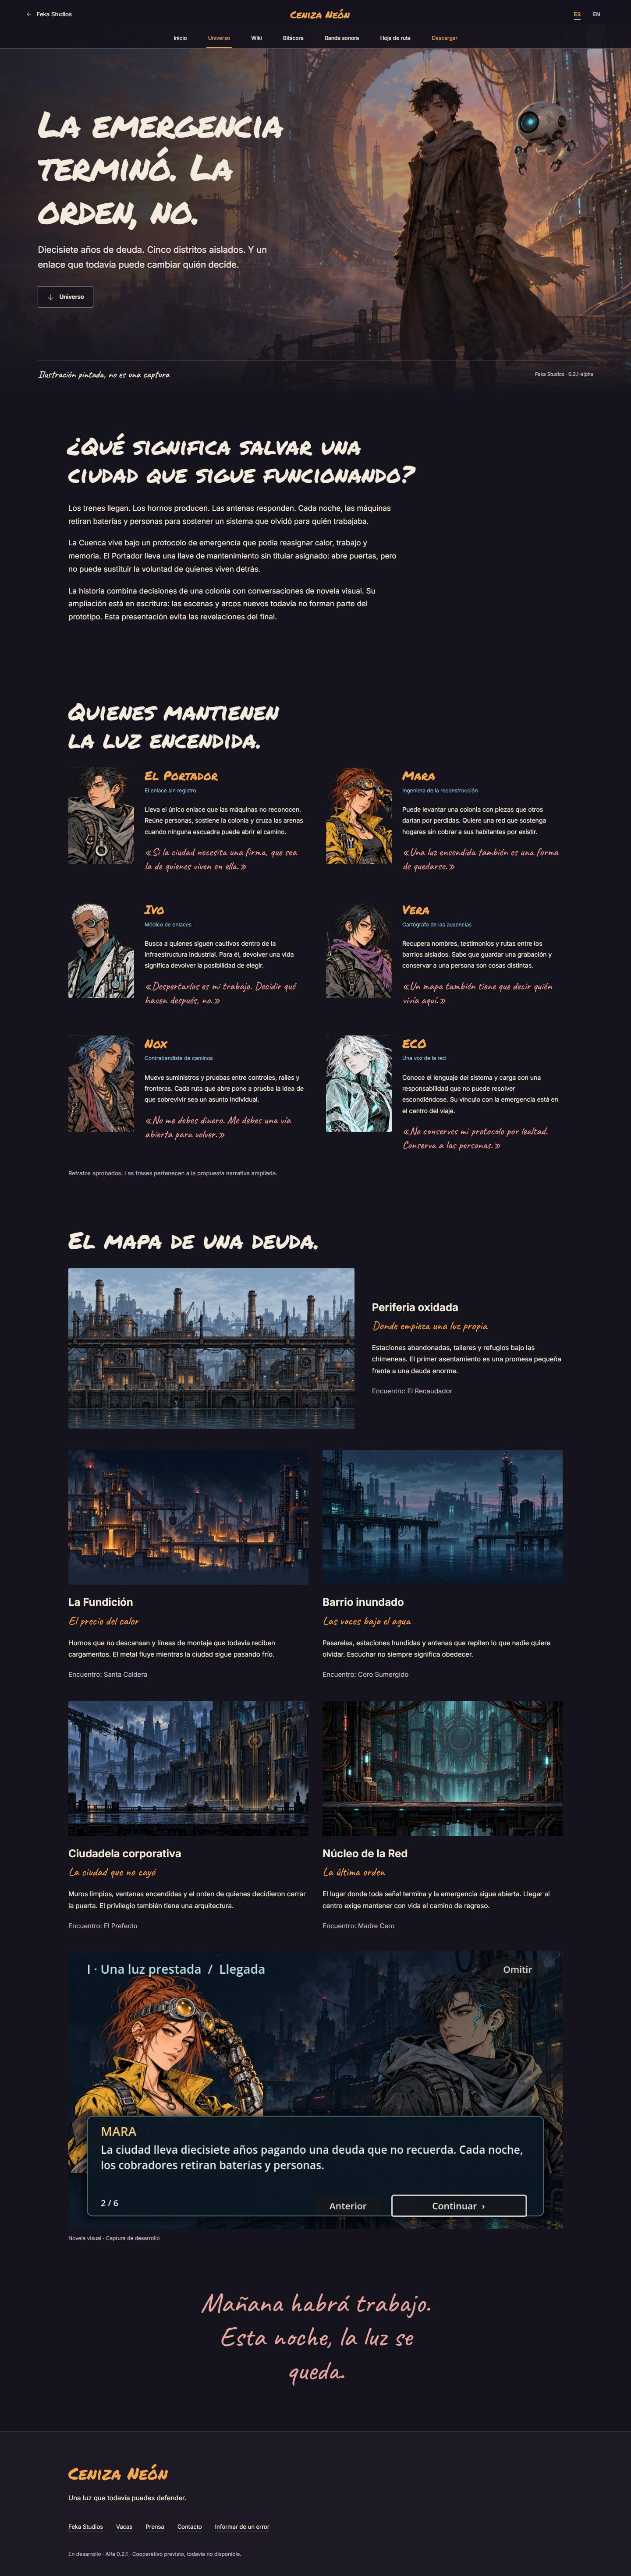 ← Feka Studios
Ceniza Neón
ES EN
Inicio Universo Wiki Bitácora Banda sonora Hoja de ruta Descargar
La emergencia
terminó. La
orden, no.
Diecisiete años de deuda. Cinco distritos aislados. Y un
enlace que todavía puede cambiar quién decide.
↓ Universo
Ilustración pintada, no es una captura
Feka Studios · 0.2.1-alpha
¿Qué significa salvar una
ciudad que sigue funcionando?
Los trenes llegan. Los hornos producen. Las antenas responden. Cada noche, las máquinas
retiran baterías y personas para sostener un sistema que olvidó para quién trabajaba.
La Cuenca vive bajo un protocolo de emergencia que podía reasignar calor, trabajo y
memoria. El Portador lleva una llave de mantenimiento sin titular asignado: abre puertas, pero
no puede sustituir la voluntad de quienes viven detrás.
La historia combina decisiones de una colonia con conversaciones de novela visual. Su
ampliación está en escritura: las escenas y arcos nuevos todavía no forman parte del
prototipo. Esta presentación evita las revelaciones del final.
Quienes mantienen
la luz encendida.
El Portador
El enlace sin registro
Lleva el único enlace que las máquinas no reconocen.
Reúne personas, sostiene la colonia y cruza las arenas
cuando ninguna escuadra puede abrir el camino.
«Si la ciudad necesita una firma, que sea
la de quienes viven en ella.»
Mara
Ingeniera de la reconstrucción
Puede levantar una colonia con piezas que otros
darían por perdidas. Quiere una red que sostenga
hogares sin cobrar a sus habitantes por existir.
«Una luz encendida también es una forma
de quedarse.»
Ivo
Médico de enlaces
Busca a quienes siguen cautivos dentro de la
infraestructura industrial. Para él, devolver una vida
significa devolver la posibilidad de elegir.
«Despertarlos es mi trabajo. Decidir qué
hacen después, no.»
Vera
Cartógrafa de las ausencias
Recupera nombres, testimonios y rutas entre los
barrios aislados. Sabe que guardar una grabación y
conservar a una persona son cosas distintas.
«Un mapa también tiene que decir quién
vivía aquí.»
Nox
Contrabandista de caminos
Mueve suministros y pruebas entre controles, raíles y
fronteras. Cada ruta que abre pone a prueba la idea de
que sobrevivir sea un asunto individual.
«No me debes dinero. Me debes una vía
abierta para volver.»
ECO
Una voz de la red
Conoce el lenguaje del sistema y carga con una
responsabilidad que no puede resolver
escondiéndose. Su vínculo con la emergencia está en
el centro del viaje.
«No conserves mi protocolo por lealtad.
Conserva a las personas.»
Retratos aprobados. Las frases pertenecen a la propuesta narrativa ampliada.
El mapa de una deuda.
Periferia oxidada
Donde empieza una luz propia
Estaciones abandonadas, talleres y refugios bajo las
chimeneas. El primer asentamiento es una promesa pequeña
frente a una deuda enorme.
Encuentro: El Recaudador
La Fundición
El precio del calor
Hornos que no descansan y líneas de montaje que todavía reciben
cargamentos. El metal fluye mientras la ciudad sigue pasando frío.
Encuentro: Santa Caldera
Barrio inundado
Las voces bajo el agua
Pasarelas, estaciones hundidas y antenas que repiten lo que nadie quiere
olvidar. Escuchar no siempre significa obedecer.
Encuentro: Coro Sumergido
Ciudadela corporativa
La ciudad que no cayó
Muros limpios, ventanas encendidas y el orden de quienes decidieron cerrar
la puerta. El privilegio también tiene una arquitectura.
Encuentro: El Prefecto
Núcleo de la Red
La última orden
El lugar donde toda señal termina y la emergencia sigue abierta. Llegar al
centro exige mantener con vida el camino de regreso.
Encuentro: Madre Cero
I · Una luz prestada / Llegada
Omitir
MARA
La ciudad lleva diecisiete años pagando una deuda que no recuerda. Cada noche,
los cobradores retiran baterías y personas.
2 / 6
Anterior
Continuar ›
Novela visual · Captura de desarrollo
Mañana habrá trabajo.
Esta noche, la luz se
queda.
Ceniza Neón
Una luz que todavía puedes defender.
Feka Studios Vacas Prensa Contacto Informar de un error
En desarrollo · Alfa 0.2.1 · Cooperativo previsto, todavía no disponible.